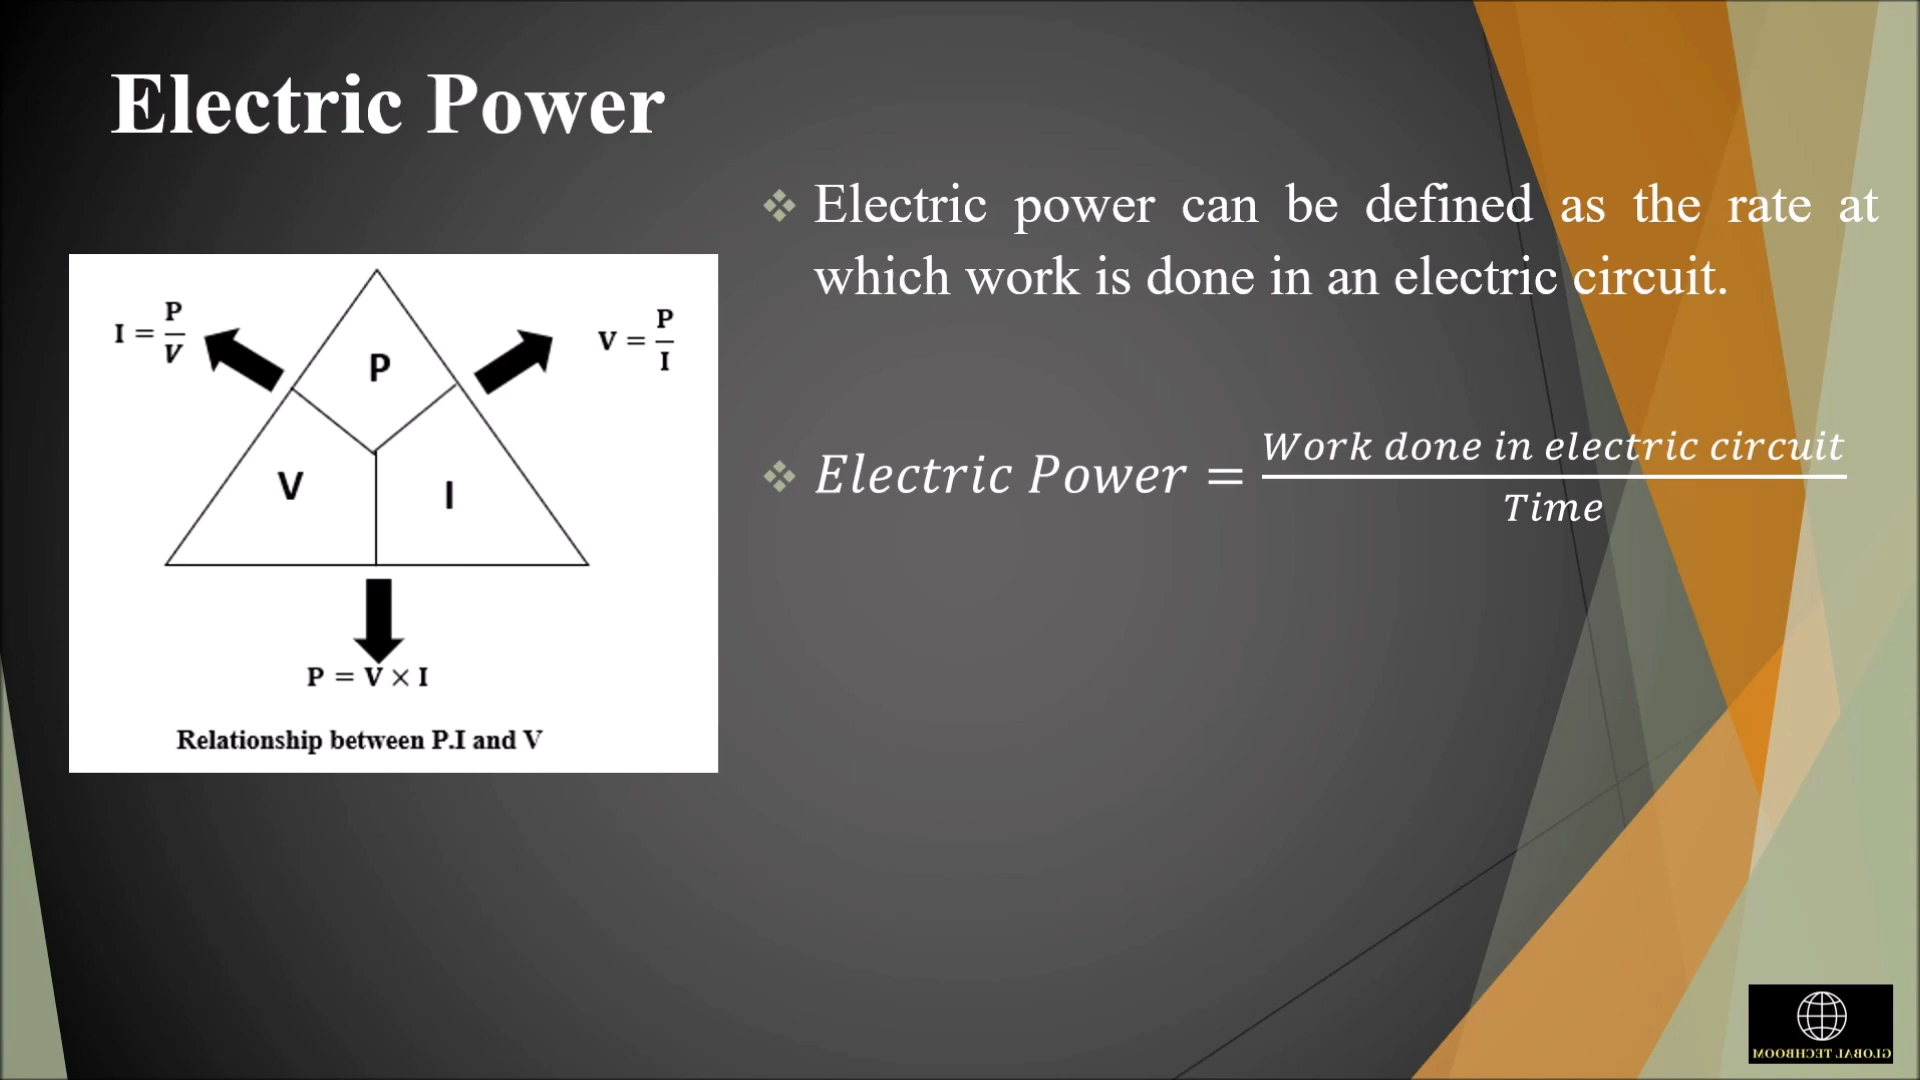 Electric Power
❖ Electric power can be defined as the rate at
which work is done in an electric circuit.
❖ Electric Power = Work done in electric circuit / Time
I = P / V
V = P / I
P
V
I
P = V × I
Relationship between P.I and V
GLOBAL TECHBOOM